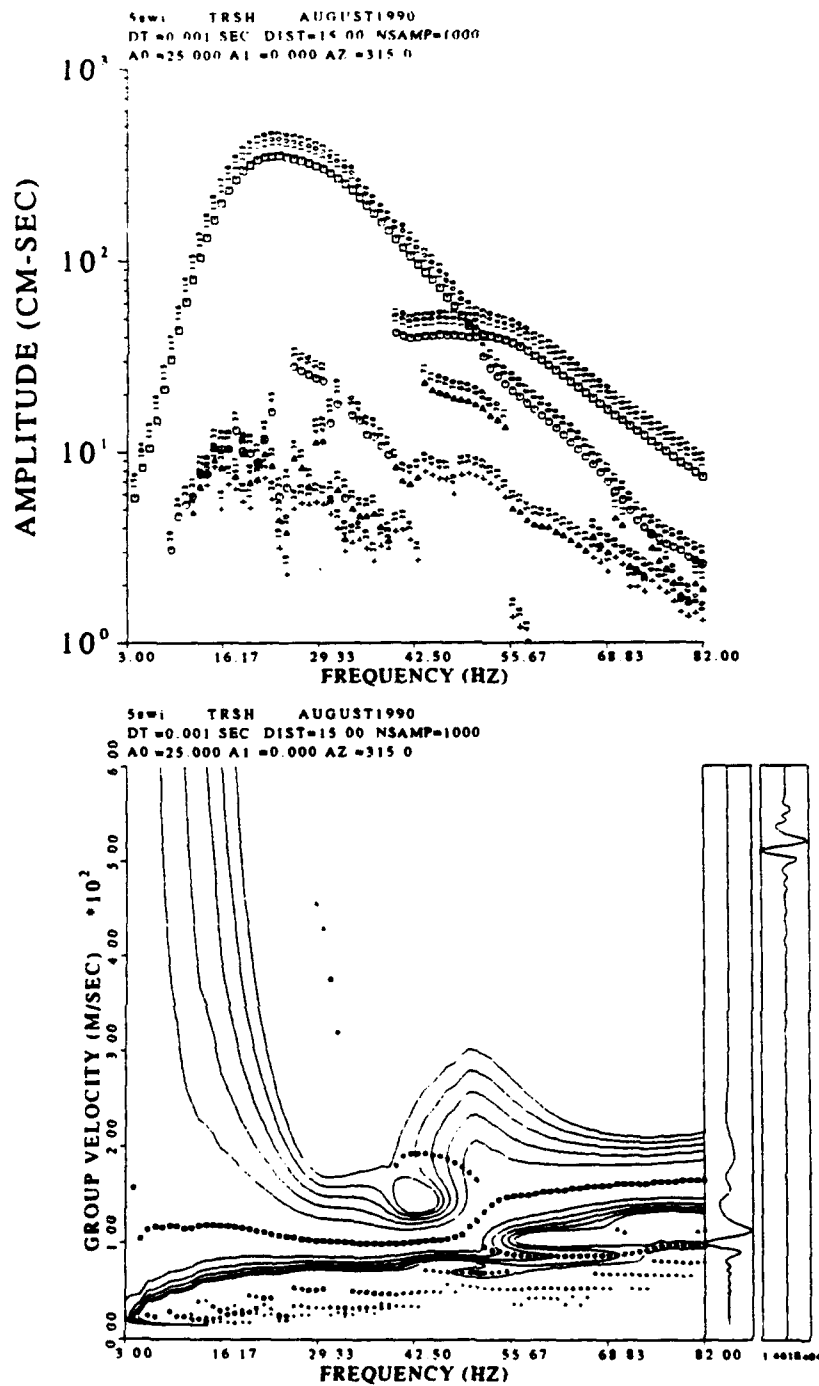 5swi TRSH AUGUST1990
DT =0.001 SEC DIST=15.00 NSAMP=1000
A0 =25.000 A1 =0.000 AZ =315 0
10³
10²
10¹
10⁰
AMPLITUDE (CM-SEC)
3.00 16.17 29 33 42.50 55.67 68.83 82.00
FREQUENCY (HZ)
5swi TRSH AUGUST1990
DT =0.001 SEC DIST=15 00 NSAMP=1000
A0 =25.000 A1 =0.000 AZ =315 0
6 00
5 00
4 00
3 00
2 00
1 00
0 00
GROUP VELOCITY (M/SEC) *10²
3 00 16.17 29.33 42.50 55.67 68 83 82 00
FREQUENCY (HZ)